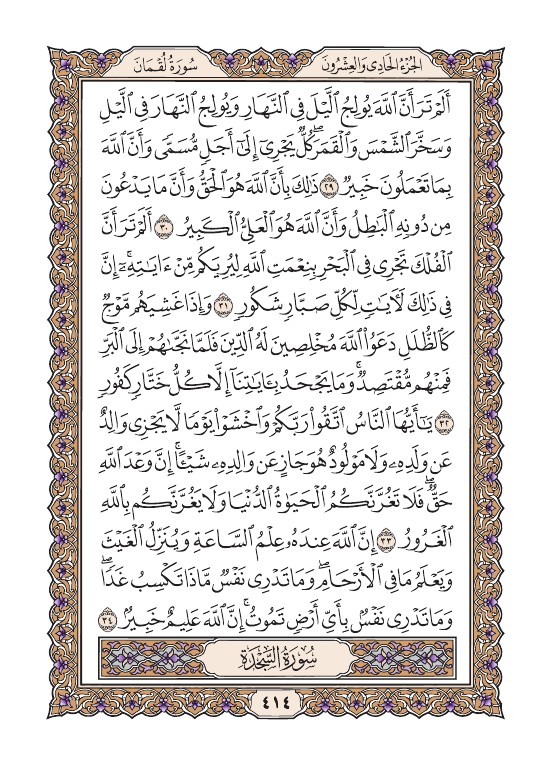 الجزء الحادي والعشرون
سورة لقمان
أَلَمْ تَرَ أَنَّ ٱللَّهَ يُولِجُ ٱلَّيْلَ فِى ٱلنَّهَارِ وَيُولِجُ ٱلنَّهَارَ فِى ٱلَّيْلِ
وَسَخَّرَ ٱلشَّمْسَ وَٱلْقَمَرَۖ كُلٌّ يَجْرِىٓ إِلَىٰٓ أَجَلٍ مُّسَمًّى وَأَنَّ ٱللَّهَ
بِمَا تَعْمَلُونَ خَبِيرٌ ٢٩ ذَٰلِكَ بِأَنَّ ٱللَّهَ هُوَ ٱلْحَقُّ وَأَنَّ مَا يَدْعُونَ
مِن دُونِهِ ٱلْبَٰطِلُ وَأَنَّ ٱللَّهَ هُوَ ٱلْعَلِىُّ ٱلْكَبِيرُ ٣٠ أَلَمْ تَرَ أَنَّ
ٱلْفُلْكَ تَجْرِى فِى ٱلْبَحْرِ بِنِعْمَتِ ٱللَّهِ لِيُرِيَكُم مِّنْ ءَايَٰتِهِۦٓۚ إِنَّ
فِى ذَٰلِكَ لَءَايَٰتٍ لِّكُلِّ صَبَّارٍ شَكُورٍ ٣١ وَإِذَا غَشِيَهُم مَّوْجٌ
كَٱلظُّلَلِ دَعَوُا۟ ٱللَّهَ مُخْلِصِينَ لَهُ ٱلدِّينَ فَلَمَّا نَجَّىٰهُمْ إِلَى ٱلْبَرِّ
فَمِنْهُم مُّقْتَصِدٌۚ وَمَا يَجْحَدُ بِـَٔايَٰتِنَآ إِلَّا كُلُّ خَتَّارٍ كَفُورٍ
٣٢ يَٰٓأَيُّهَا ٱلنَّاسُ ٱتَّقُوا۟ رَبَّكُمْ وَٱخْشَوْا۟ يَوْمًا لَّا يَجْزِى وَالِدٌ
عَن وَلَدِهِۦ وَلَا مَوْلُودٌ هُوَ جَازٍ عَن وَالِدِهِۦ شَيْـًٔاۚ إِنَّ وَعْدَ ٱللَّهِ
حَقٌّۖ فَلَا تَغُرَّنَّكُمُ ٱلْحَيَوٰةُ ٱلدُّنْيَا وَلَا يَغُرَّنَّكُم بِٱللَّهِ
ٱلْغَرُورُ ٣٣ إِنَّ ٱللَّهَ عِندَهُۥ عِلْمُ ٱلسَّاعَةِ وَيُنَزِّلُ ٱلْغَيْثَ
وَيَعْلَمُ مَا فِى ٱلْأَرْحَامِۖ وَمَا تَدْرِى نَفْسٌ مَّاذَا تَكْسِبُ غَدًاۖ
وَمَا تَدْرِى نَفْسٌۢ بِأَىِّ أَرْضٍ تَمُوتُۚ إِنَّ ٱللَّهَ عَلِيمٌ خَبِيرٌۢ ٣٤
سُورَةُ السَّجْدَةِ
٤١٤